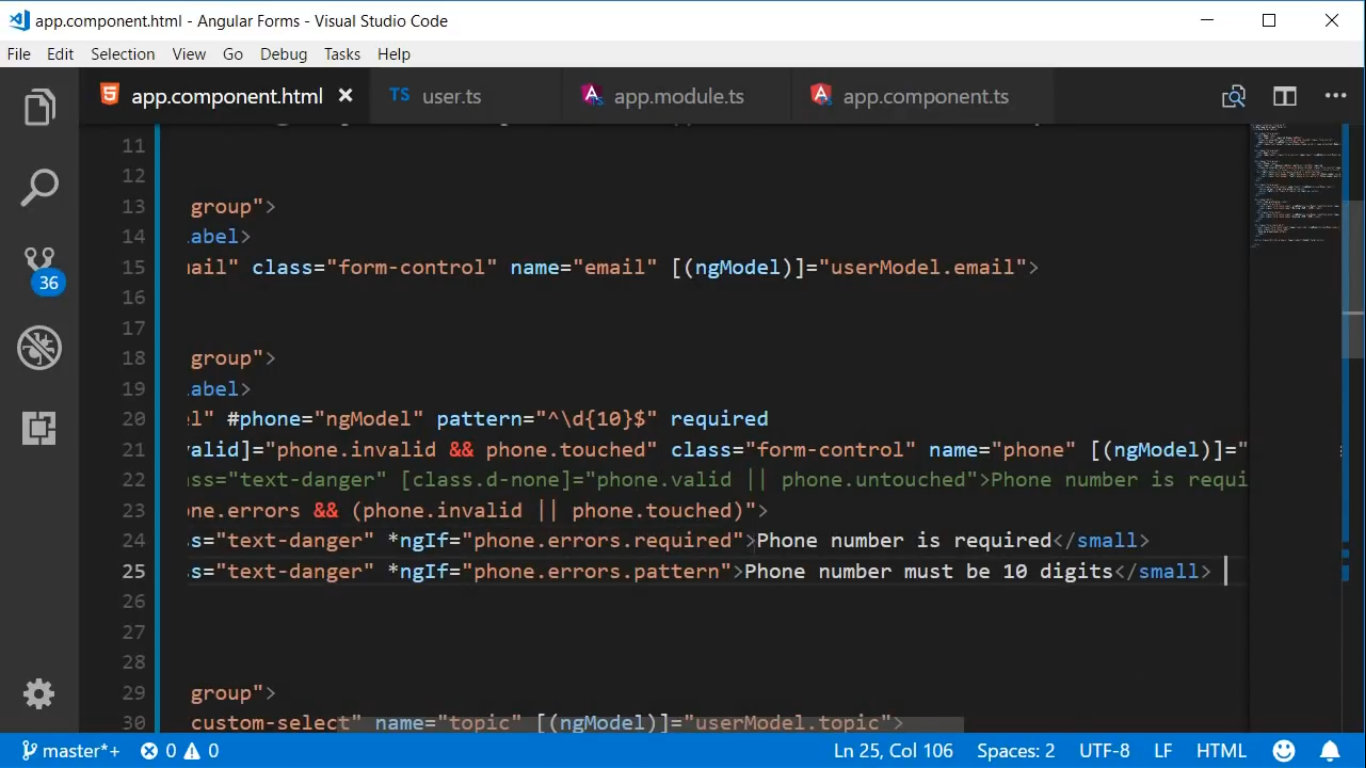 app.component.html - Angular Forms - Visual Studio Code
File Edit Selection View Go Debug Tasks Help
app.component.html TS user.ts app.module.ts app.component.ts
11
12
13 group">
14 abel>
15 ail" class="form-control" name="email" [(ngModel)]="userModel.email">
16
17
18 group">
19 abel>
20 el" #phone="ngModel" pattern="^\d{10}$" required
21 valid]="phone.invalid && phone.touched" class="form-control" name="phone" [(ngModel)]="
22 ass="text-danger" [class.d-none]="phone.valid || phone.untouched">Phone number is requi
23 one.errors && (phone.invalid || phone.touched)">
24 s="text-danger" *ngIf="phone.errors.required">Phone number is required</small>
25 s="text-danger" *ngIf="phone.errors.pattern">Phone number must be 10 digits</small>
26
27
28
29 group">
30 custom-select" name="topic" [(ngModel)]="userModel.topic">
36
master*+ 0 0 Ln 25, Col 106 Spaces: 2 UTF-8 LF HTML